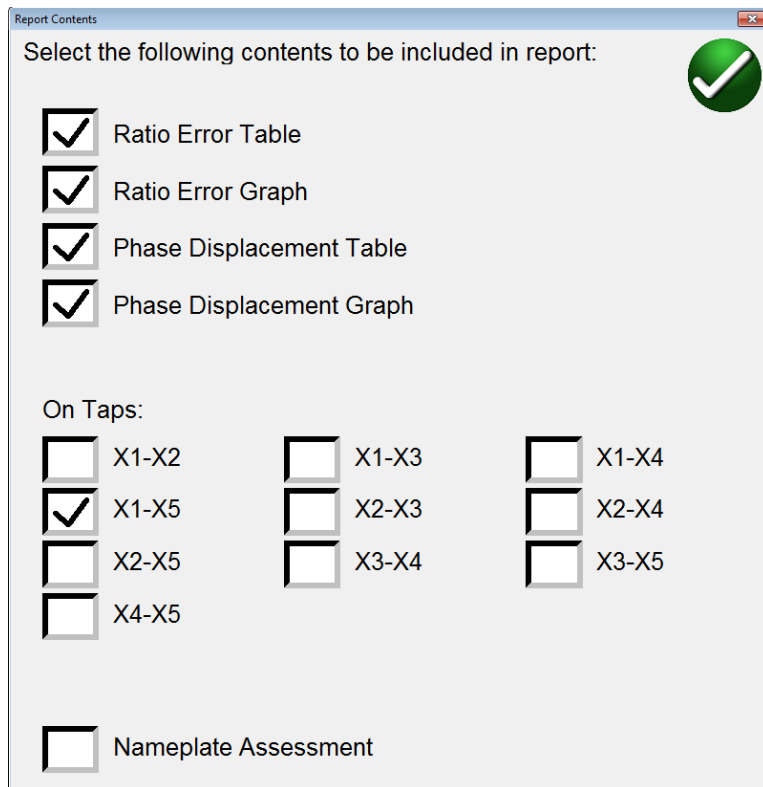 Report Contents
Select the following contents to be included in report:
Ratio Error Table
Ratio Error Graph
Phase Displacement Table
Phase Displacement Graph
On Taps:
X1-X2 X1-X3 X1-X4
X1-X5 X2-X3 X2-X4
X2-X5 X3-X4 X3-X5
X4-X5
Nameplate Assessment